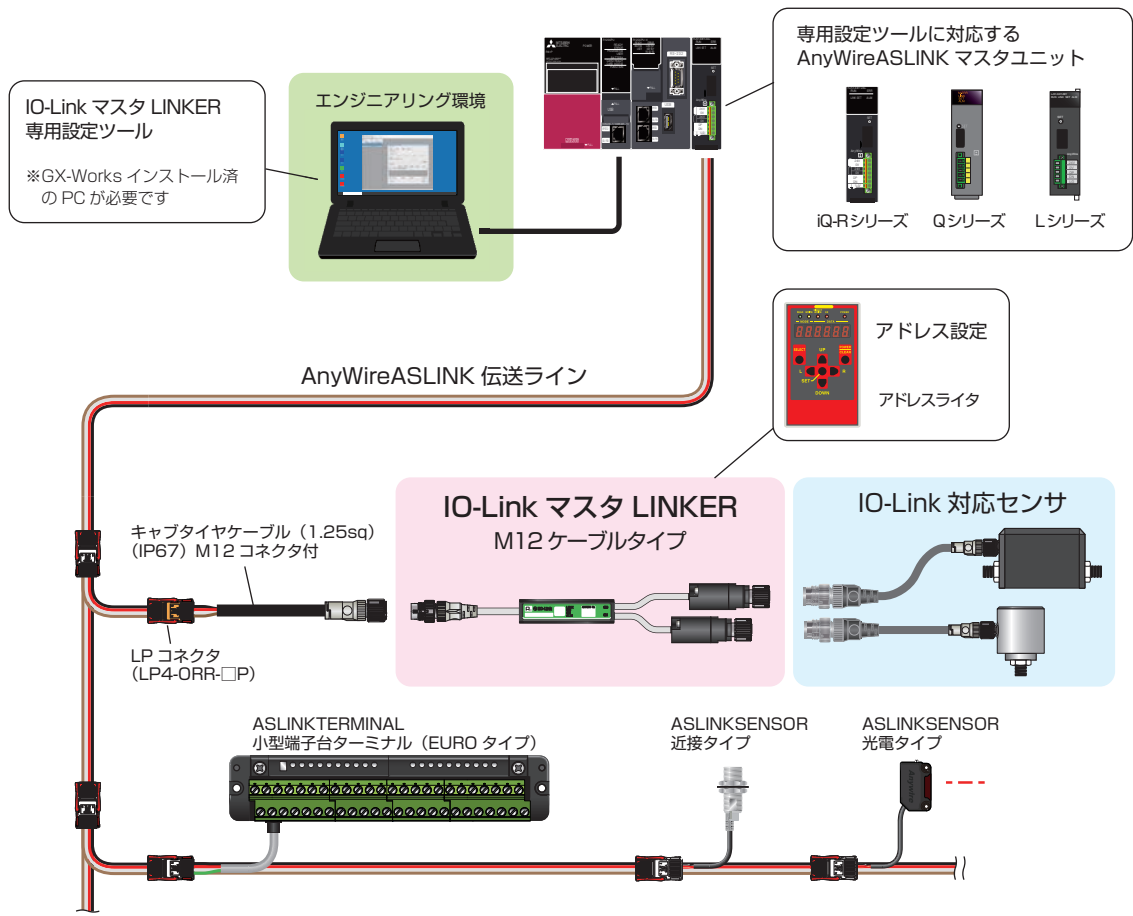 専用設定ツールに対応する
AnyWireASLINK マスタユニット
iQ-Rシリーズ
Qシリーズ
Lシリーズ
エンジニアリング環境
IO-Link マスタ LINKER
専用設定ツール
※GX-Works インストール済
の PC が必要です
アドレス設定
アドレスライタ
UP
L
R
SET
DOWN
AnyWireASLINK 伝送ライン
IO-Link マスタ LINKER
M12 ケーブルタイプ
IO-Link 対応センサ
キャブタイヤケーブル（1.25sq）
（IP67）M12 コネクタ付
LP コネクタ
（LP4-ORR-□P）
ASLINKTERMINAL
小型端子台ターミナル（EURO タイプ）
ASLINKSENSOR
近接タイプ
ASLINKSENSOR
光電タイプ
Anywire